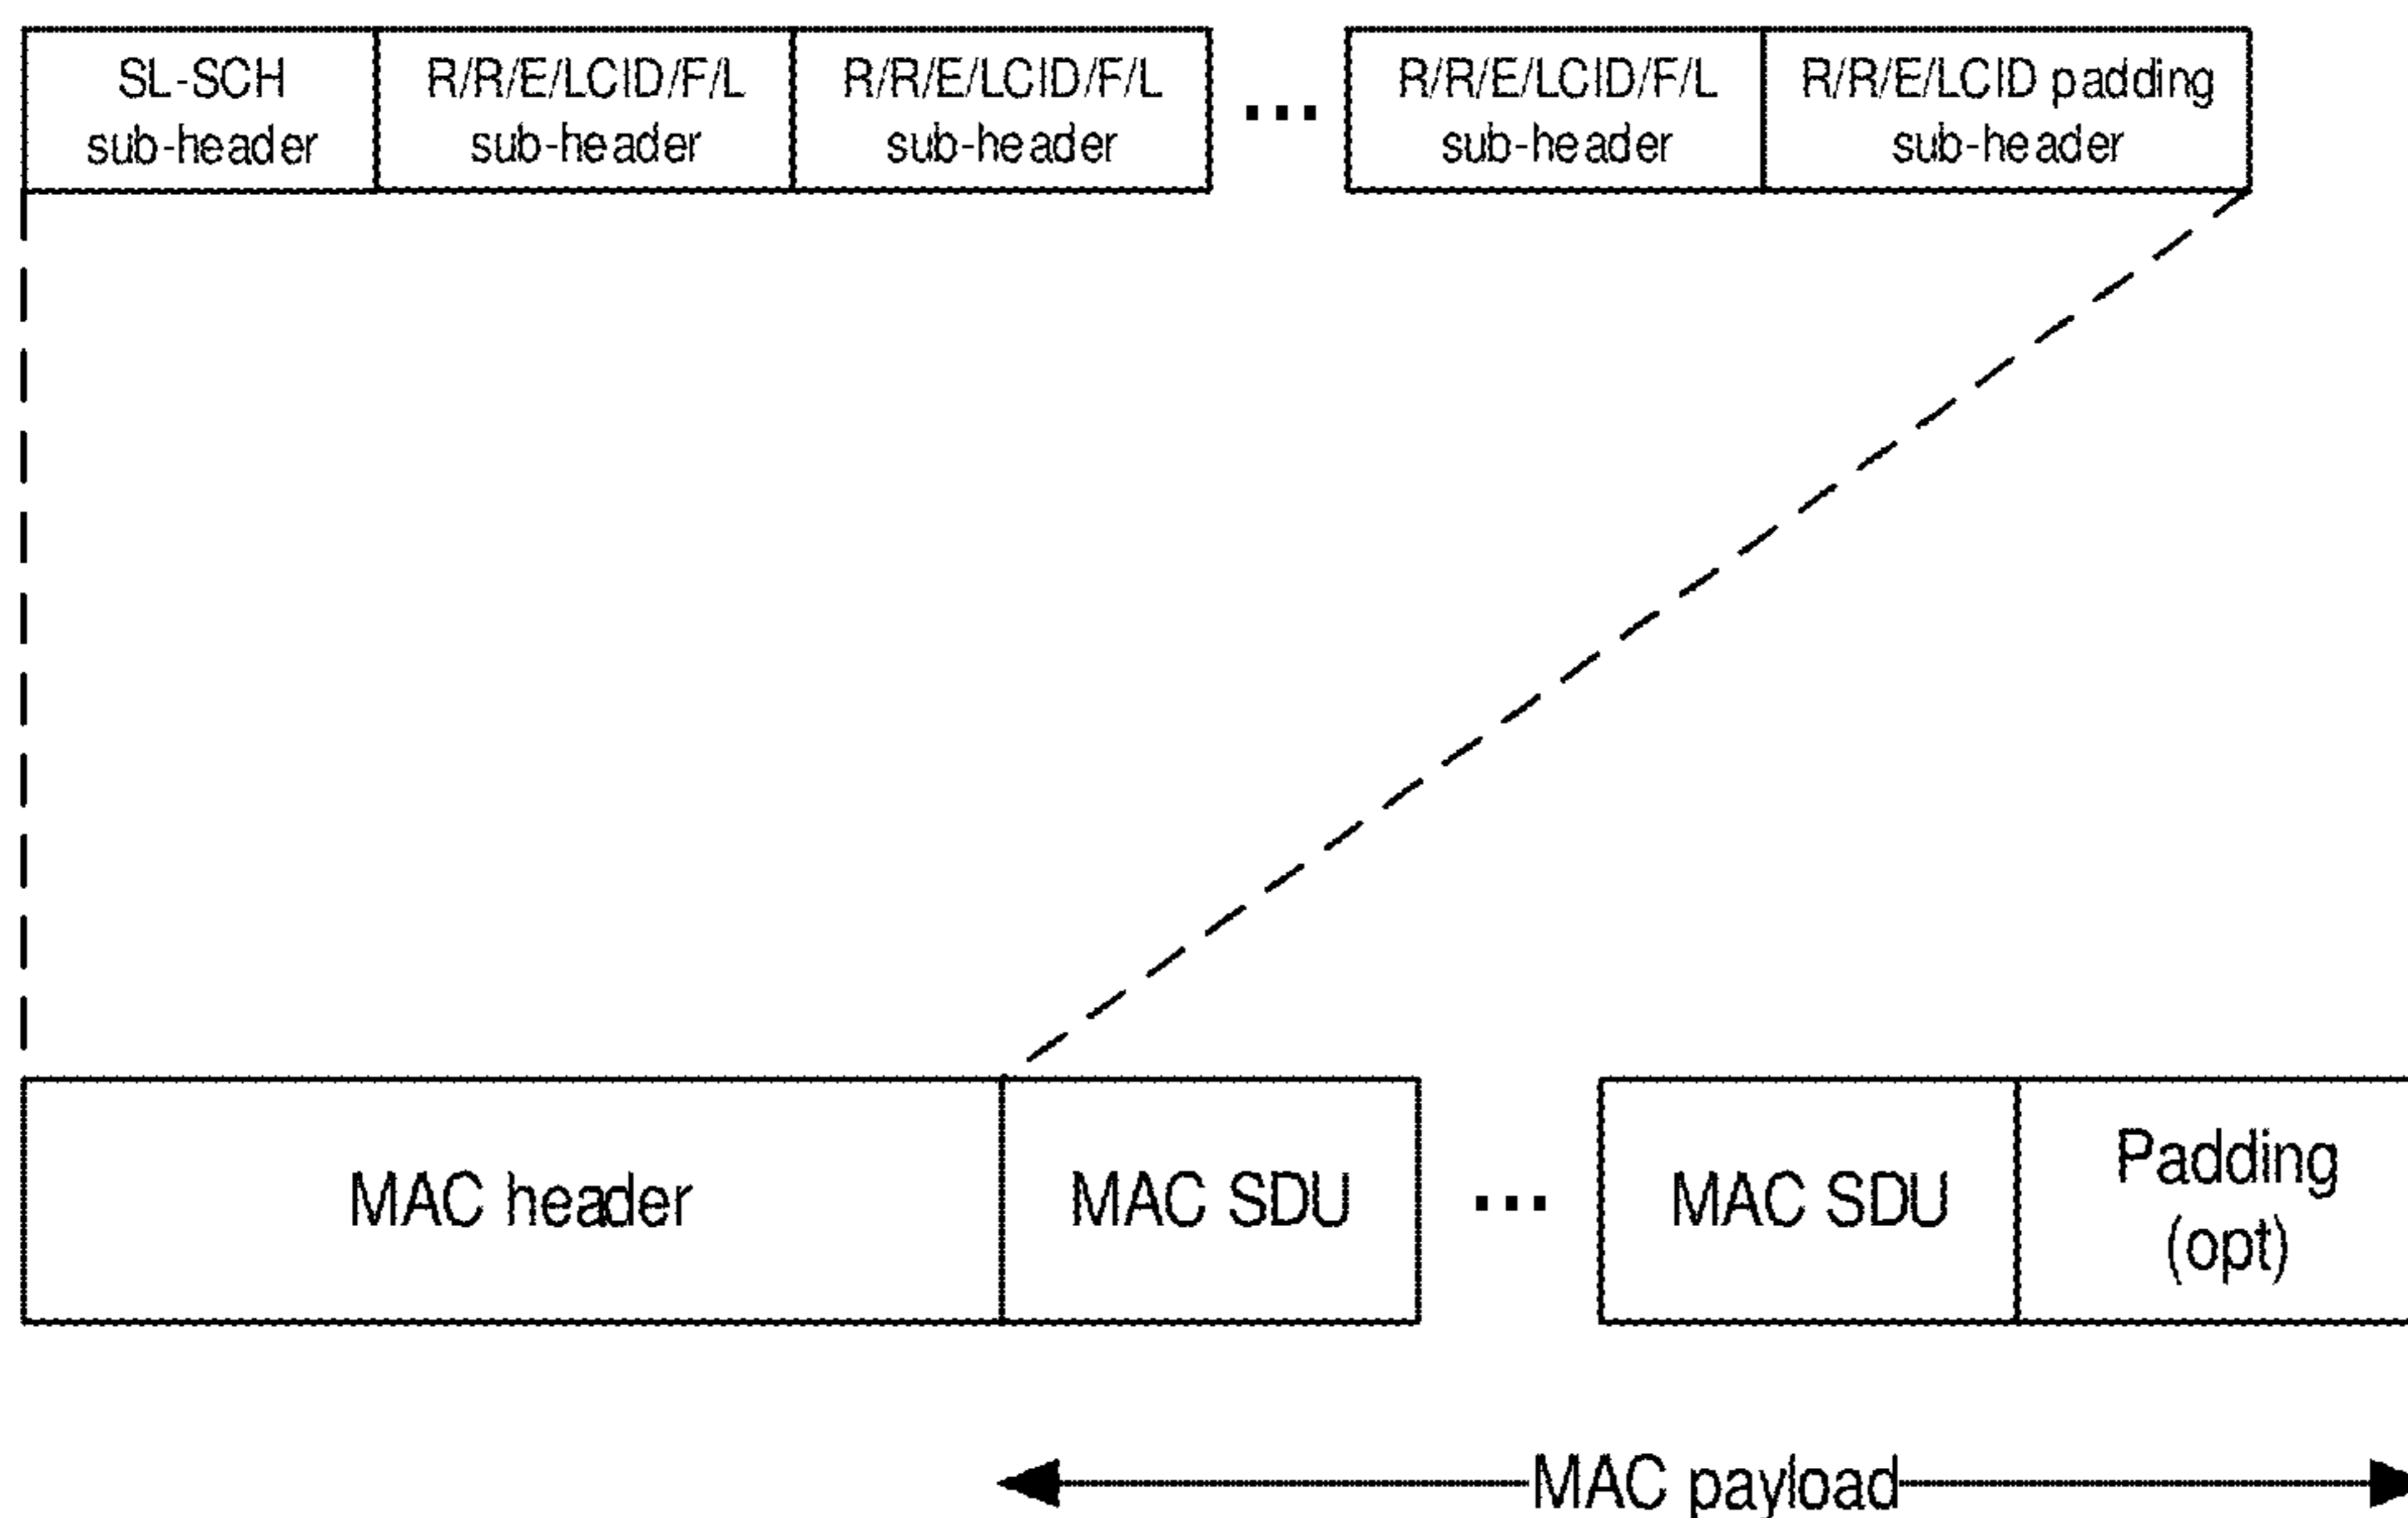 SL-SCH
sub-header
R/R/E/LCID/F/L
sub-header
R/R/E/LCID/F/L
sub-header
...
R/R/E/LCID/F/L
sub-header
R/R/E/LCID padding
sub-header
MAC header
MAC SDU
...
MAC SDU
Padding
(opt)
MAC payload